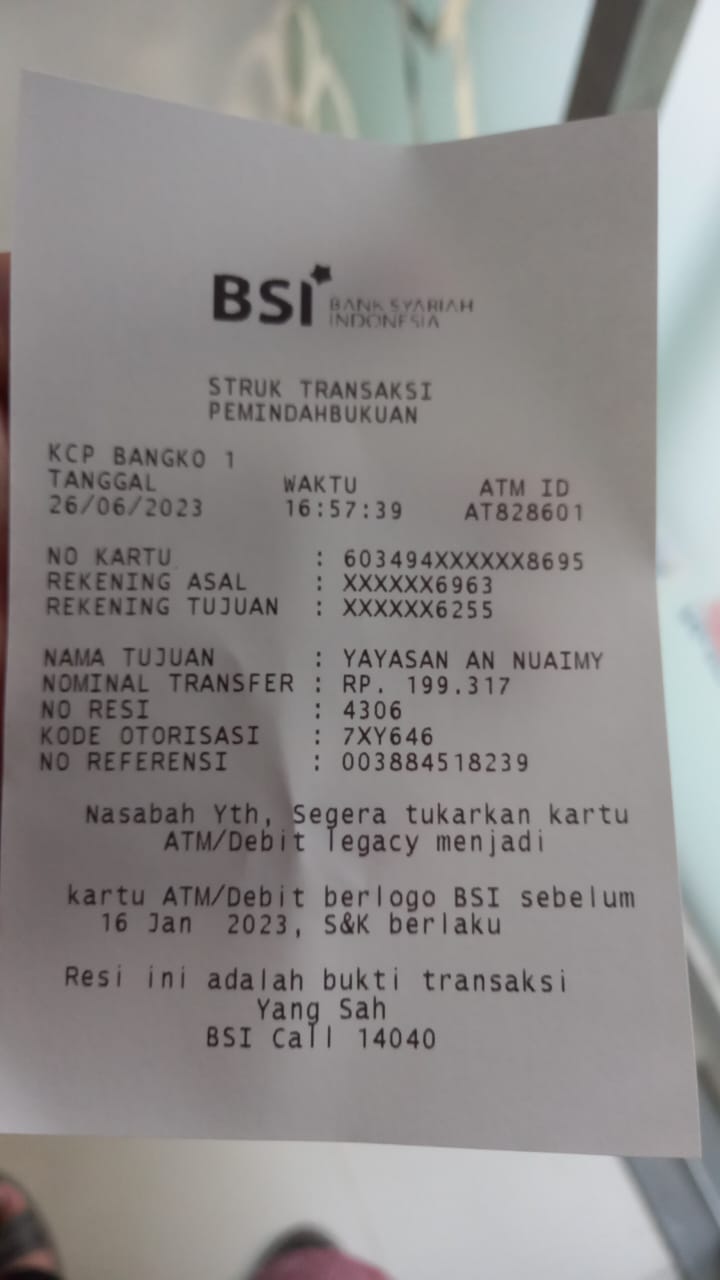 BSI BANK SYARIAH
INDONESIA
STRUK TRANSAKSI
PEMINDAHBUKUAN
KCP BANGKO 1
TANGGAL WAKTU ATM ID
26/06/2023 16:57:39 AT828601
NO KARTU : 603494XXXXXX8695
REKENING ASAL : XXXXXX6963
REKENING TUJUAN : XXXXXX6255
NAMA TUJUAN : YAYASAN AN NUAIMY
NOMINAL TRANSFER : RP. 199.317
NO RESI : 4306
KODE OTORISASI : 7XY646
NO REFERENSI : 003884518239
Nasabah Yth, Segera tukarkan kartu
ATM/Debit legacy menjadi
kartu ATM/Debit berlogo BSI sebelum
16 Jan 2023, S&K berlaku
Resi ini adalah bukti transaksi
Yang Sah
BSI Call 14040